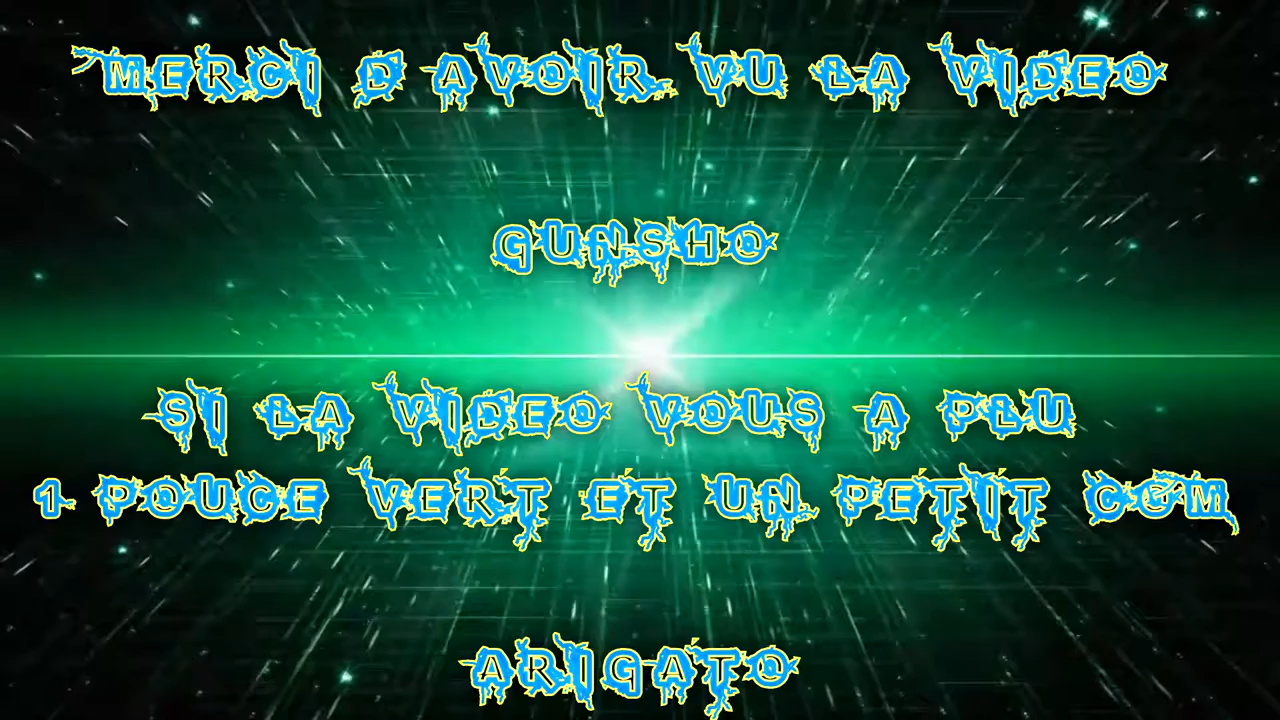 MERCI D AVOIR VU LA VIDEO
GUNSHO
SI LA VIDEO VOUS A PLU
1 POUCE VERT ET UN PETIT COM
ARIGATO